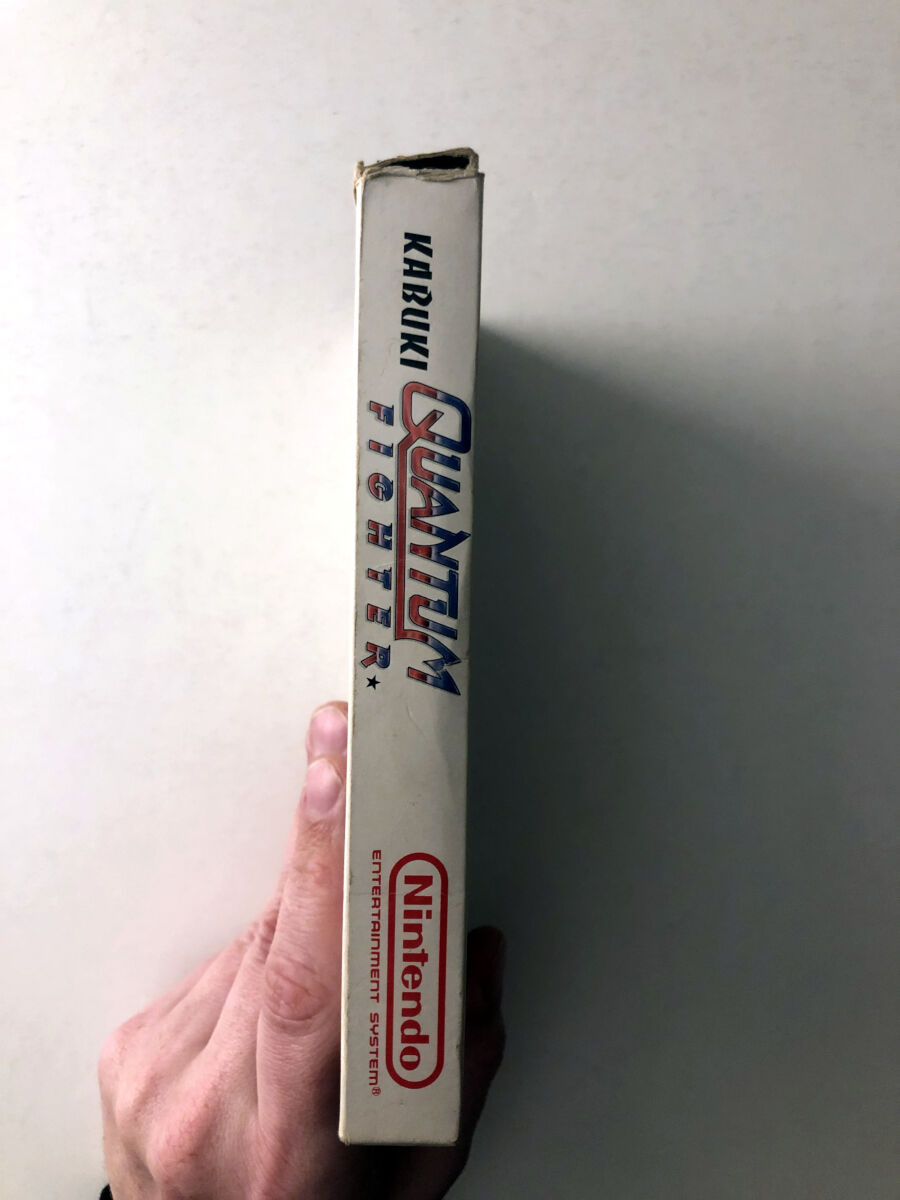 KABUKI
QUANTUM
FIGHTER★
Nintendo
ENTERTAINMENT SYSTEM®